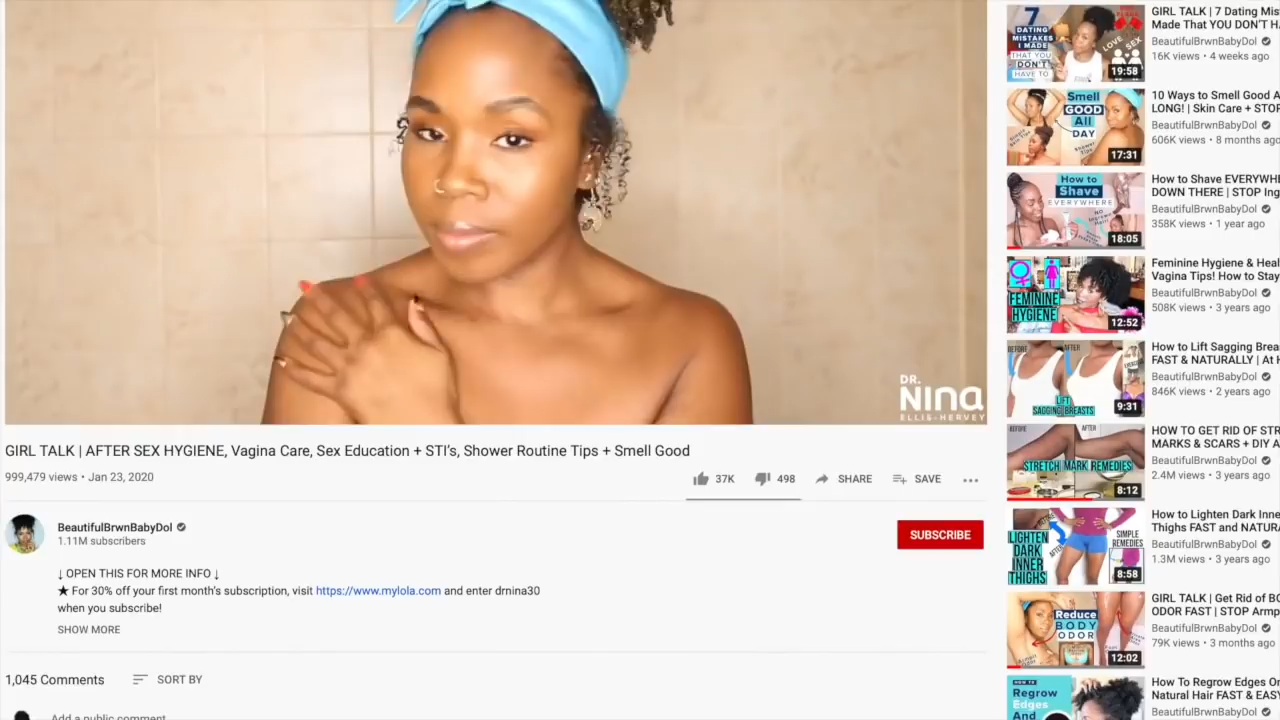 DR.
NINA
ELLIS-HERVEY
GIRL TALK | AFTER SEX HYGIENE, Vagina Care, Sex Education + STI's, Shower Routine Tips + Smell Good
999,479 views • Jan 23, 2020
37K
498
SHARE
SAVE
BeautifulBrwnBabyDol
1.11M subscribers
SUBSCRIBE
↓ OPEN THIS FOR MORE INFO ↓
★ For 30% off your first month's subscription, visit https://www.mylola.com and enter drnina30
when you subscribe!
SHOW MORE
1,045 Comments
SORT BY
Add a public comment
7
DATING
MISTAKES
I MADE
THAT YOU
DON'T
HAVE TO
LOVE
SEX
19:58
GIRL TALK | 7 Dating Mis
Made That YOU DON'T H
BeautifulBrwnBabyDol
16K views • 4 weeks ago
Smell
GOOD
All
DAY
Shower
Tips
17:31
10 Ways to Smell Good A
LONG! | Skin Care + STOP
BeautifulBrwnBabyDol
606K views • 8 months ago
How to
Shave
EVERYWHERE
18:05
How to Shave EVERYWHE
DOWN THERE | STOP Ing
BeautifulBrwnBabyDol
358K views • 1 year ago
FEMININE
HYGIENE
12:52
Feminine Hygiene & Heal
Vagina Tips! How to Stay
BeautifulBrwnBabyDol
508K views • 3 years ago
BEFORE
AFTER
LIFT
SAGGING BREASTS
9:31
How to Lift Sagging Brea
FAST & NATURALLY | At H
BeautifulBrwnBabyDol
846K views • 2 years ago
BEFORE
AFTER
STRETCH MARK REMEDIES
8:12
HOW TO GET RID OF STR
MARKS & SCARS + DIY A
BeautifulBrwnBabyDol
2.4M views • 3 years ago
LIGHTEN
DARK
INNER
THIGHS
AFTER
SIMPLE
REMEDIES
8:58
How to Lighten Dark Inne
Thighs FAST and NATURA
BeautifulBrwnBabyDol
1.3M views • 3 years ago
Reduce
BODY
ODOR
12:02
GIRL TALK | Get Rid of BO
ODOR FAST | STOP Armp
BeautifulBrwnBabyDol
79K views • 3 months ago
HOW TO
Regrow
Edges
And
How To Regrow Edges On
Natural Hair FAST & EASY
BeautifulBrwnBabyDol